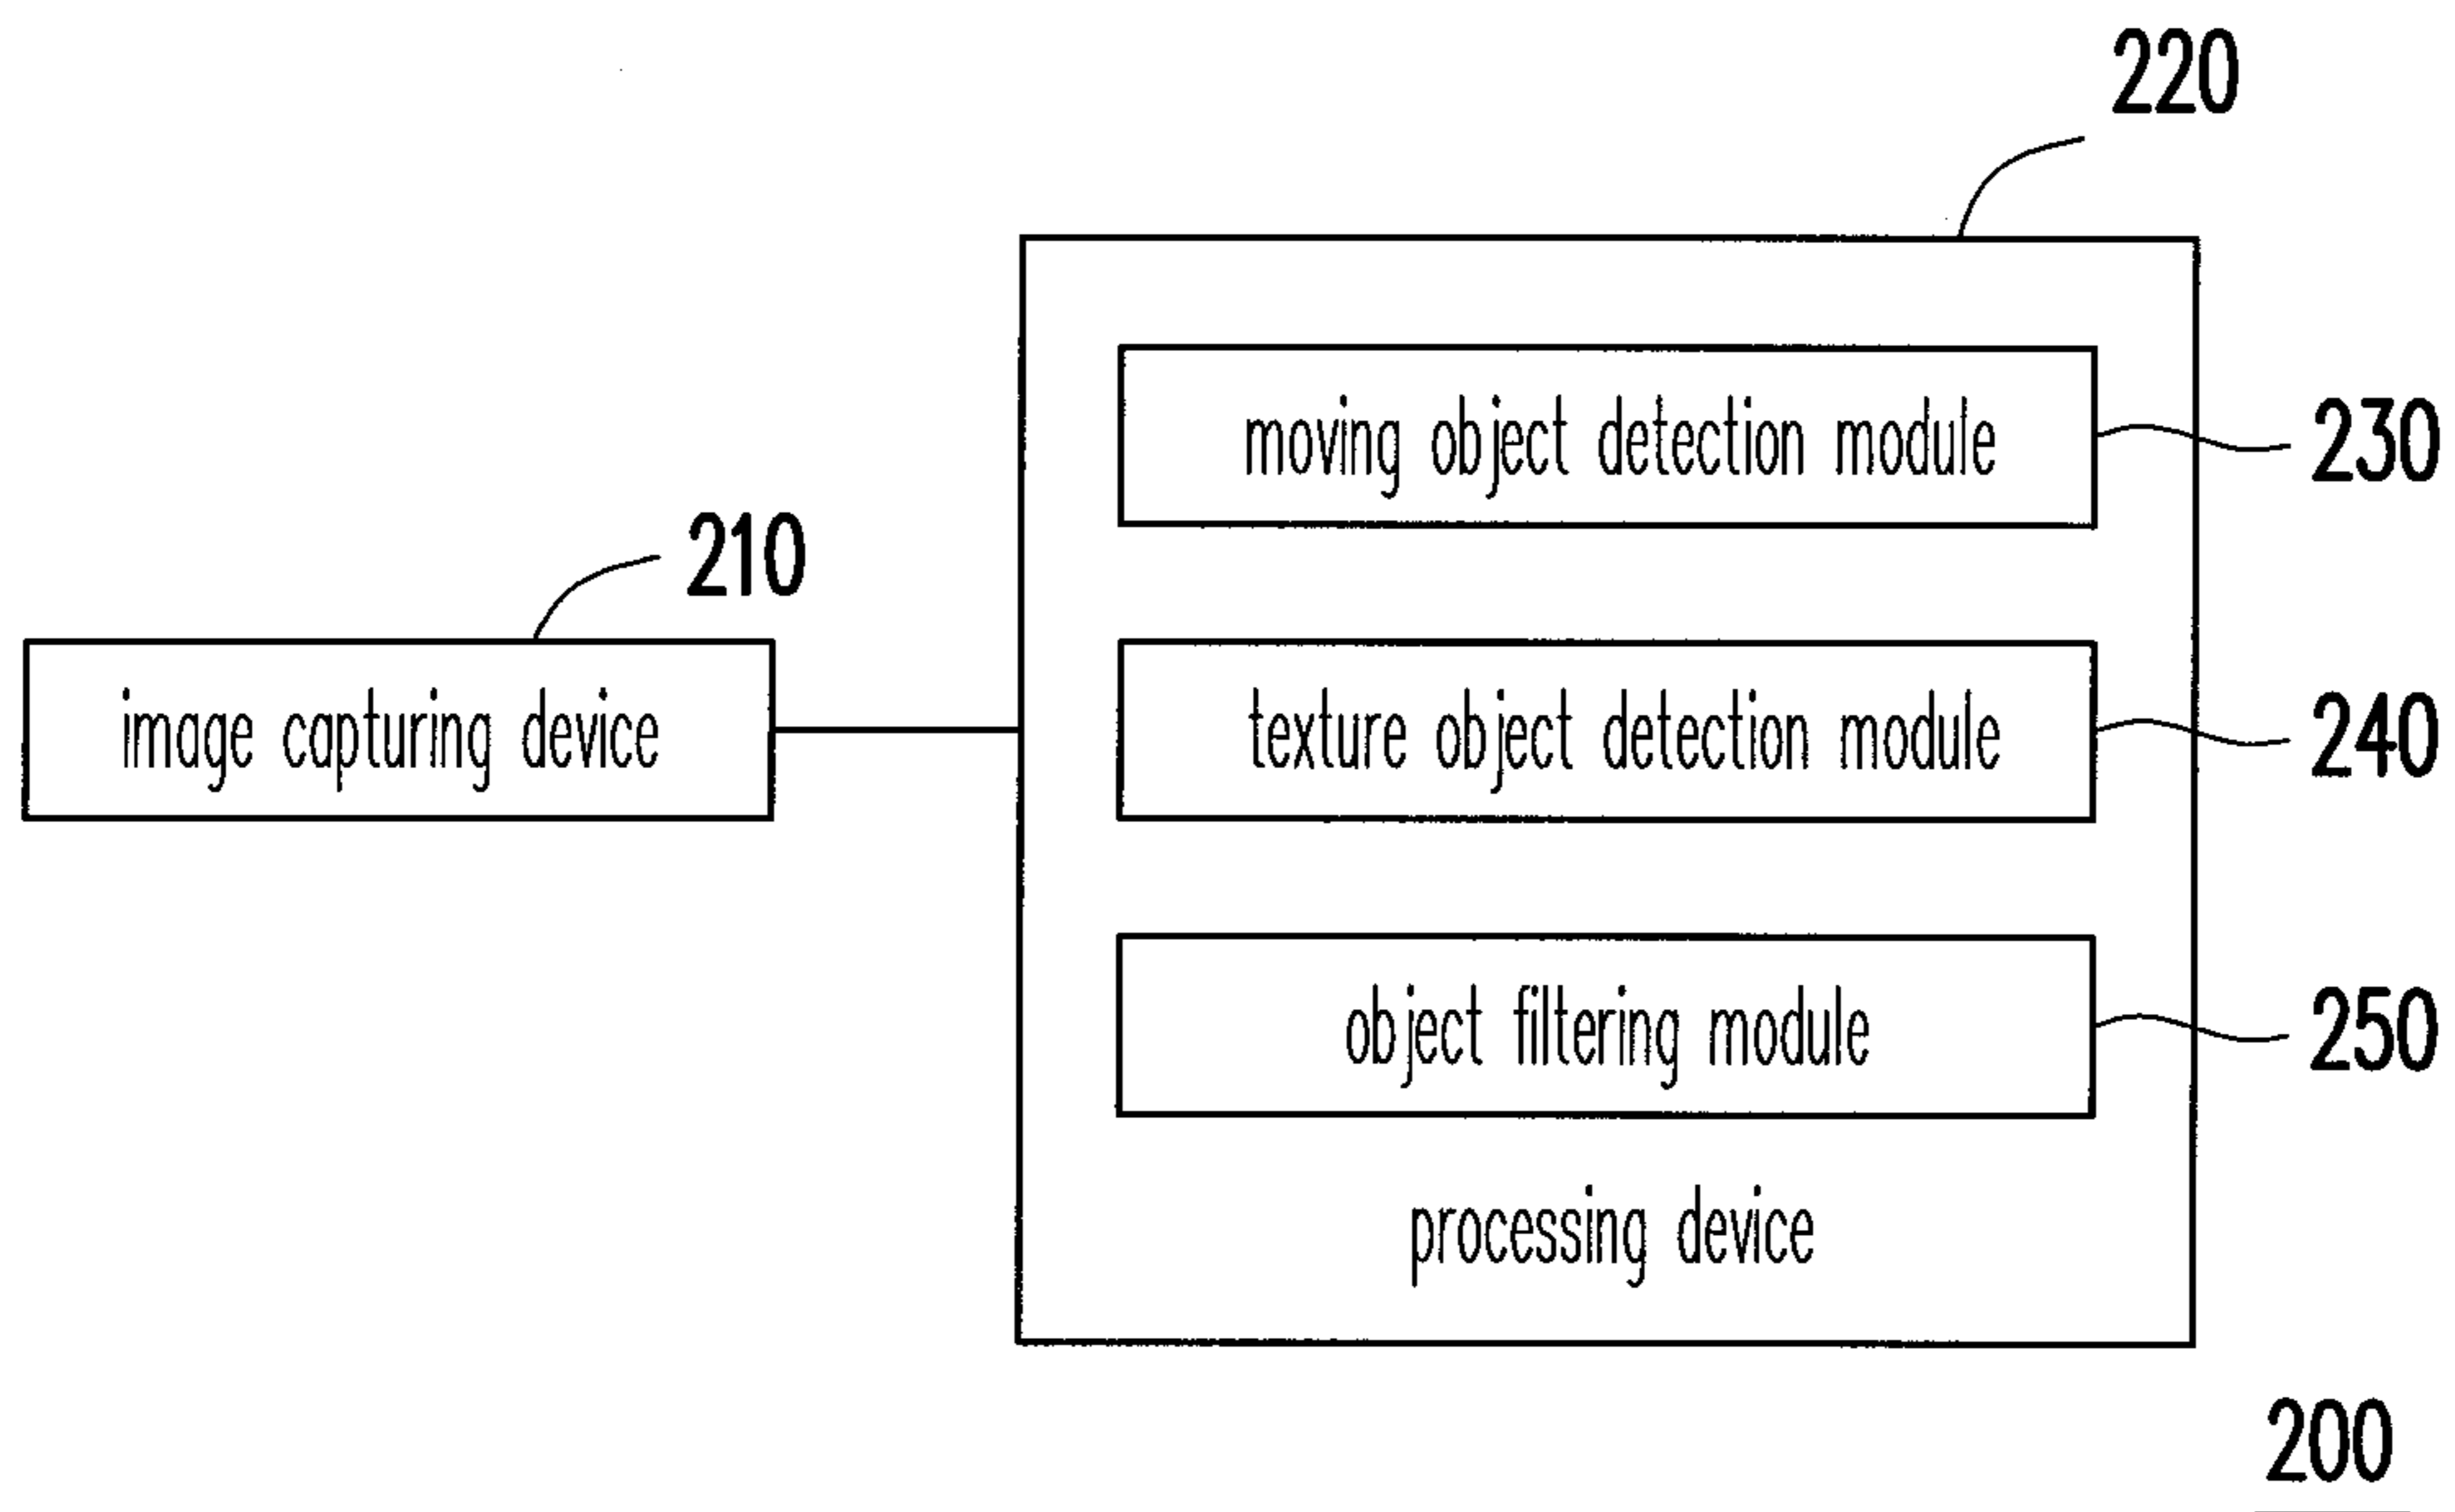 220
moving object detection module
230
210
image capturing device
texture object detection module
240
object filtering module
250
processing device
200